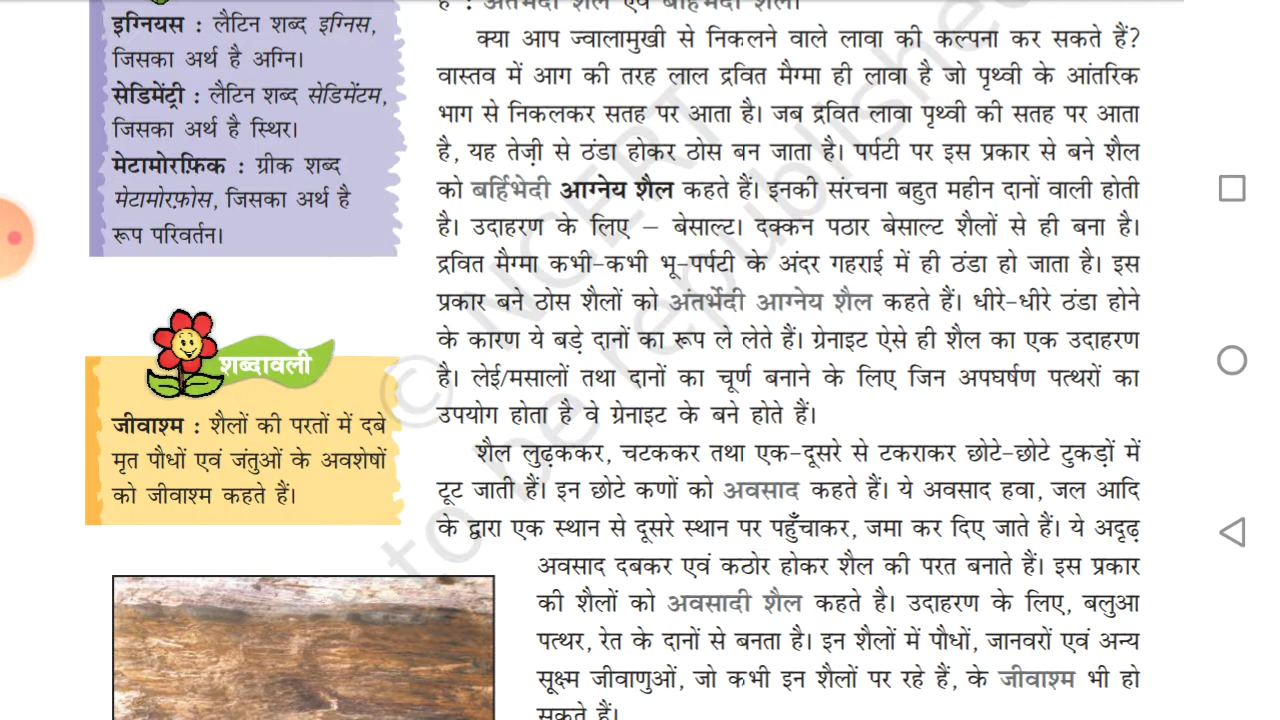 इग्नियस : लैटिन शब्द इग्निस,
जिसका अर्थ है अग्नि।
सेडिमेंट्री : लैटिन शब्द सेडिमेंटम,
जिसका अर्थ है स्थिर।
मेटामोरफ़िक : ग्रीक शब्द
मेटामोरफ़ोस, जिसका अर्थ है
रूप परिवर्तन।
शब्दावली
जीवाश्म : शैलों की परतों में दबे
मृत पौधों एवं जंतुओं के अवशेषों
को जीवाश्म कहते हैं।
है : अंतर्भेदी शैल एवं बर्हिभेदी शैल।
क्या आप ज्वालामुखी से निकलने वाले लावा की कल्पना कर सकते हैं?
वास्तव में आग की तरह लाल द्रवित मैग्मा ही लावा है जो पृथ्वी के आंतरिक
भाग से निकलकर सतह पर आता है। जब द्रवित लावा पृथ्वी की सतह पर आता
है, यह तेज़ी से ठंडा होकर ठोस बन जाता है। पर्पटी पर इस प्रकार से बने शैल
को बर्हिभेदी आग्नेय शैल कहते हैं। इनकी संरचना बहुत महीन दानों वाली होती
है। उदाहरण के लिए – बेसाल्ट। दक्कन पठार बेसाल्ट शैलों से ही बना है।
द्रवित मैग्मा कभी-कभी भू-पर्पटी के अंदर गहराई में ही ठंडा हो जाता है। इस
प्रकार बने ठोस शैलों को अंतर्भेदी आग्नेय शैल कहते हैं। धीरे-धीरे ठंडा होने
के कारण ये बड़े दानों का रूप ले लेते हैं। ग्रेनाइट ऐसे ही शैल का एक उदाहरण
है। लेई/मसालों तथा दानों का चूर्ण बनाने के लिए जिन अपघर्षण पत्थरों का
उपयोग होता है वे ग्रेनाइट के बने होते हैं।
शैल लुढ़ककर, चटककर तथा एक-दूसरे से टकराकर छोटे-छोटे टुकड़ों में
टूट जाती हैं। इन छोटे कणों को अवसाद कहते हैं। ये अवसाद हवा, जल आदि
के द्वारा एक स्थान से दूसरे स्थान पर पहुँचाकर, जमा कर दिए जाते हैं। ये अदृढ़
अवसाद दबकर एवं कठोर होकर शैल की परत बनाते हैं। इस प्रकार
की शैलों को अवसादी शैल कहते है। उदाहरण के लिए, बलुआ
पत्थर, रेत के दानों से बनता है। इन शैलों में पौधों, जानवरों एवं अन्य
सूक्ष्म जीवाणुओं, जो कभी इन शैलों पर रहे हैं, के जीवाश्म भी हो
सकते हैं।
© NCERT
to be republished